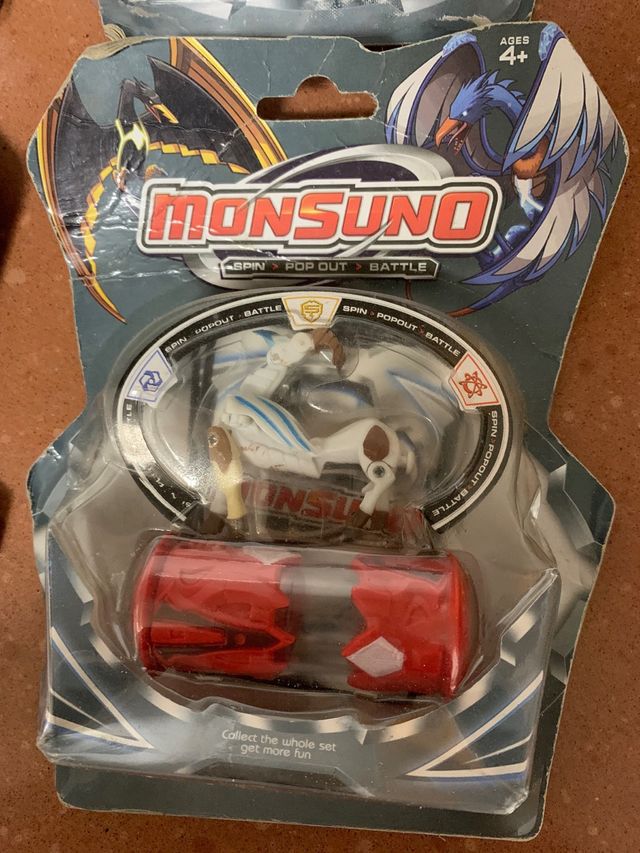 AGES
4+
MONSUNO
SPIN > POP OUT > BATTLE
SPIN > POPOUT > BATTLE
SPIN > POPOUT > BATTLE
SPIN > POPOUT > BATTLE
MONSUNO
Collect the whole set
get more fun